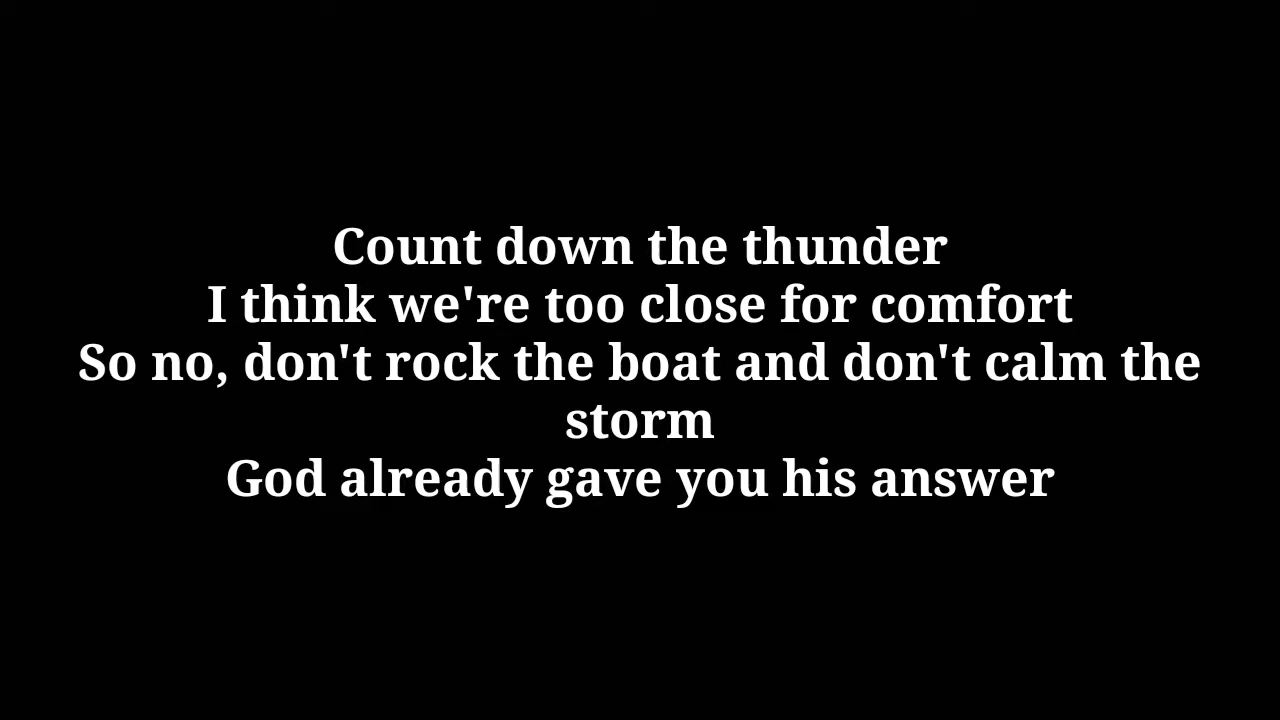 Count down the thunder
I think we're too close for comfort
So no, don't rock the boat and don't calm the
storm
God already gave you his answer